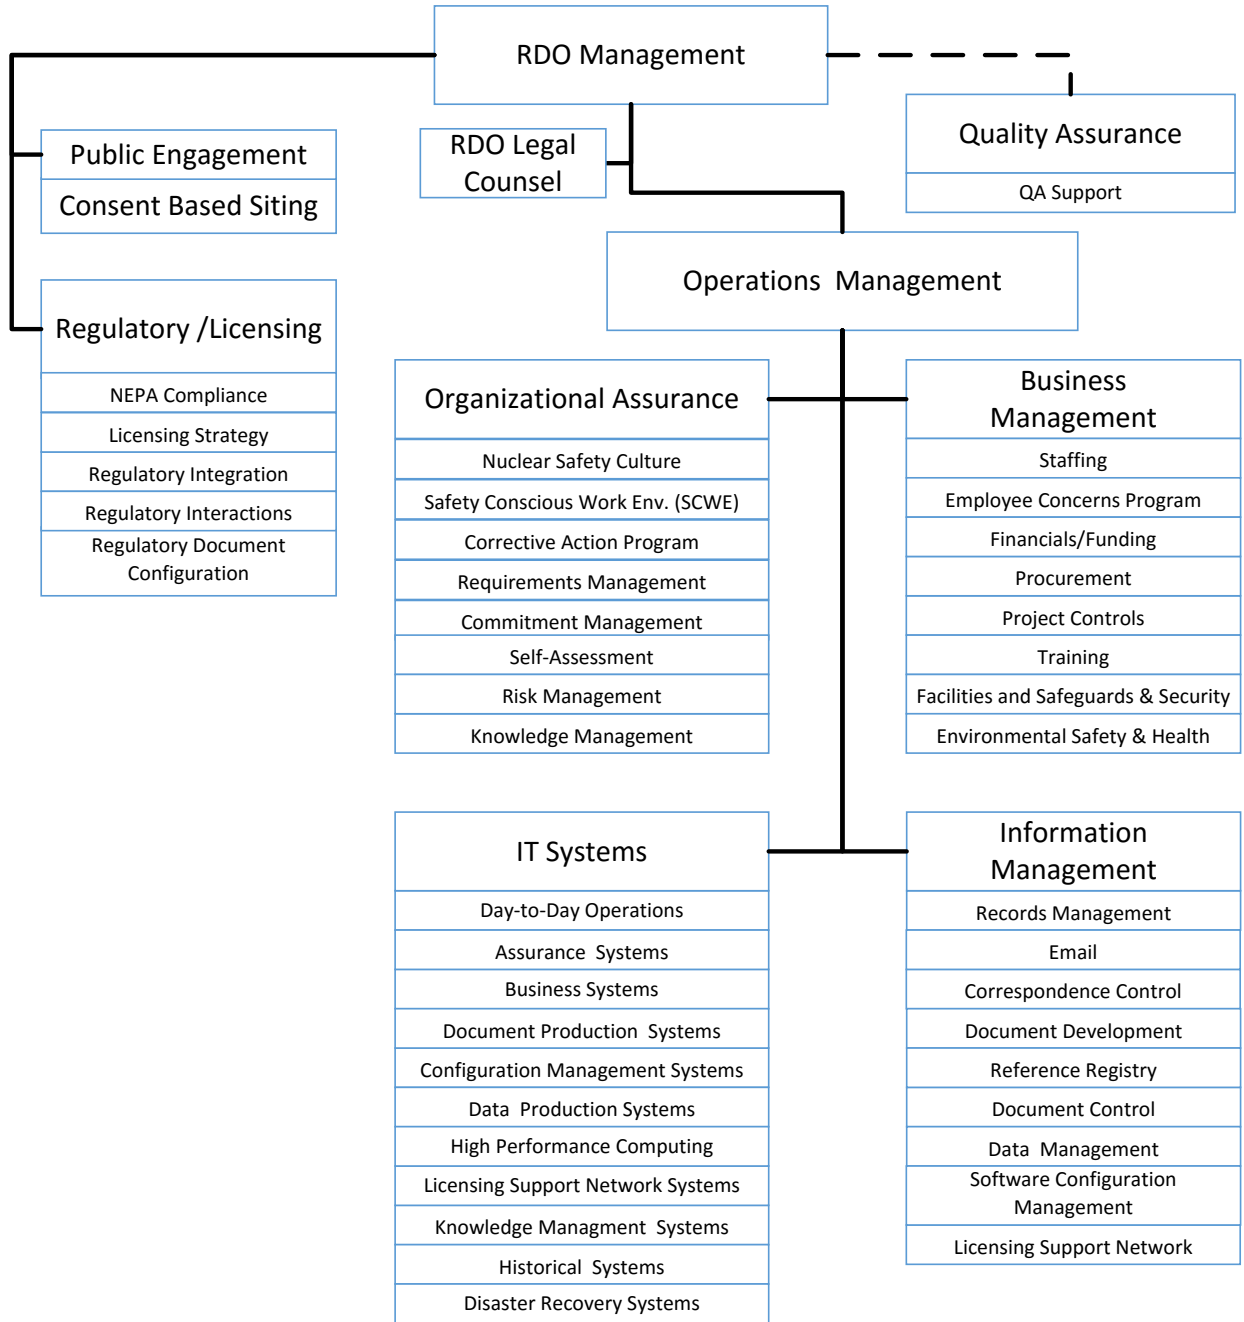 RDO Management
Quality Assurance
QA Support
Public Engagement
Consent Based Siting
RDO Legal
Counsel
Operations  Management
Regulatory /Licensing
NEPA Compliance
Licensing Strategy
Regulatory Integration
Regulatory Interactions
Regulatory Document
Configuration
Organizational Assurance
Nuclear Safety Culture
Safety Conscious Work Env. (SCWE)
Corrective Action Program
Requirements Management
Commitment Management
Self-Assessment
Risk Management
Knowledge Management
Business
Management
Staffing
Employee Concerns Program
Financials/Funding
Procurement
Project Controls
Training
Facilities and Safeguards & Security
Environmental Safety & Health
IT Systems
Day-to-Day Operations
Assurance  Systems
Business Systems
Document Production  Systems
Configuration Management Systems
Data  Production Systems
High Performance Computing
Licensing Support Network Systems
Knowledge Managment  Systems
Historical  Systems
Disaster Recovery Systems
Information
Management
Records Management
Email
Correspondence Control
Document Development
Reference Registry
Document Control
Data  Management
Software Configuration
Management
Licensing Support Network